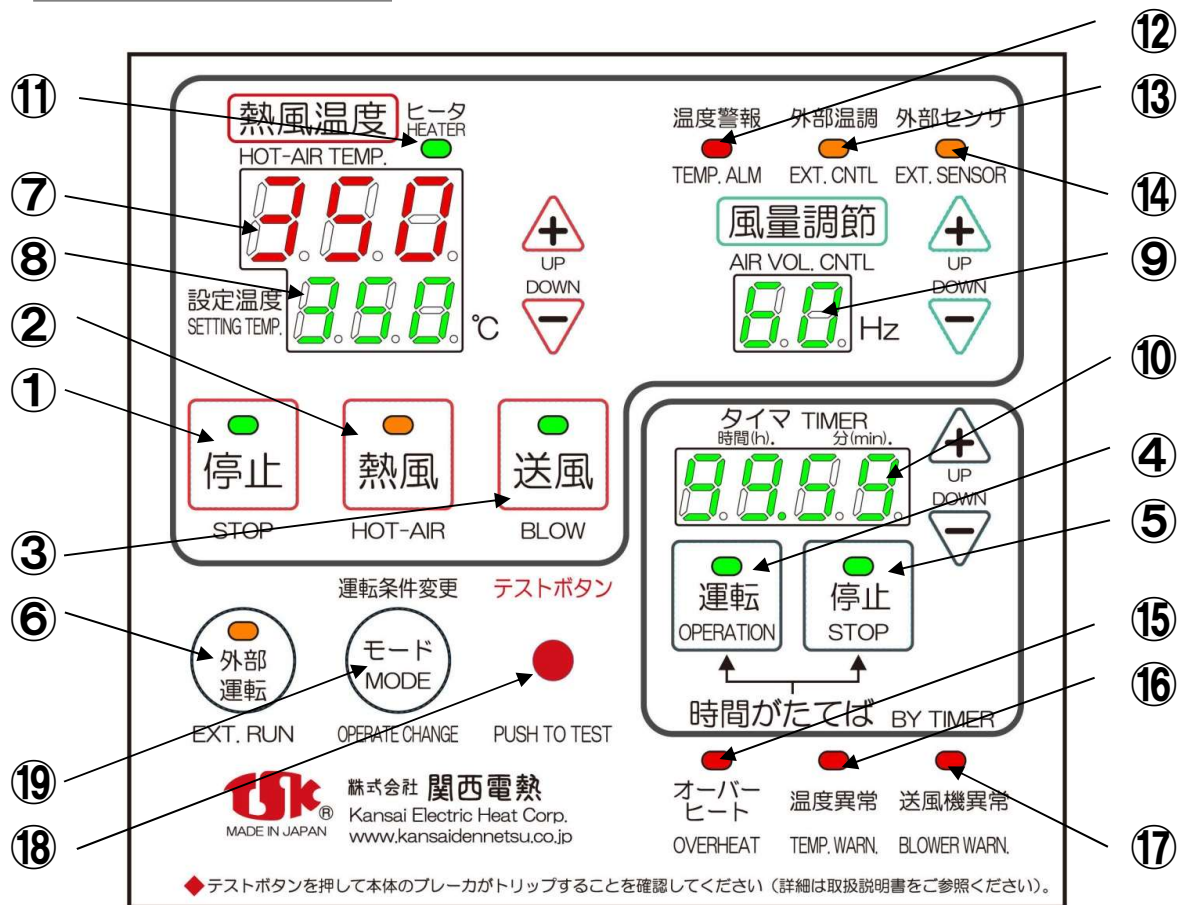 ⑪
熱風温度
ヒータ
HEATER
HOT-AIR TEMP.
⑦
350
⑧
設定温度
SETTING TEMP.
350
℃
+
UP
DOWN
−
②
①
停止
STOP
熱風
HOT-AIR
送風
BLOW
③
温度警報
TEMP. ALM
外部温調
EXT. CNTL
外部センサ
EXT. SENSOR
⑫
⑬
⑭
風量調節
AIR VOL. CNTL
60
Hz
+
UP
DOWN
−
⑨
⑩
タイマ TIMER
時間(h). 分(min).
99.59
+
UP
DOWN
−
④
⑤
運転
OPERATION
停止
STOP
時間がたてば BY TIMER
⑥
外部
運転
EXT. RUN
運転条件変更
モード
MODE
OPERATE CHANGE
テストボタン
PUSH TO TEST
⑮
⑯
⑰
オーバー
ヒート
OVERHEAT
温度異常
TEMP. WARN.
送風機異常
BLOWER WARN.
⑲
⑱
TSK ®
MADE IN JAPAN
株式会社 関西電熱
Kansai Electric Heat Corp.
www.kansaidennetsu.co.jp
◆テストボタンを押して本体のブレーカがトリップすることを確認してください（詳細は取扱説明書をご参照ください）。